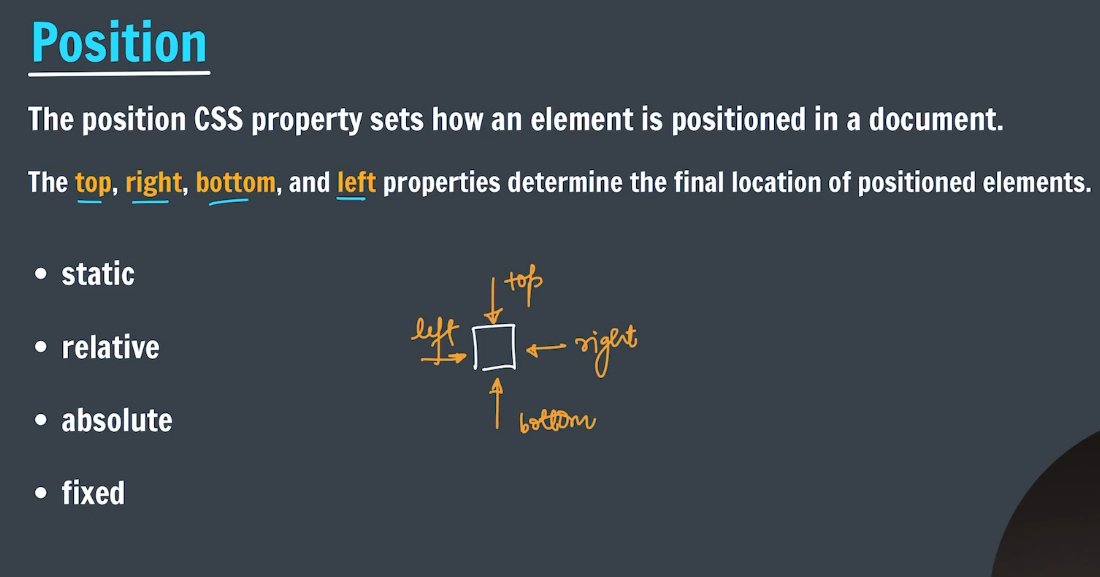 Position
The position CSS property sets how an element is positioned in a document.
The top, right, bottom, and left properties determine the final location of positioned elements.
• static
• relative
• absolute
• fixed
top
left
right
bottom